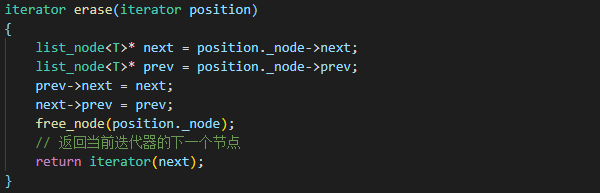 iterator erase(iterator position)
{
    list_node<T>* next = position._node->next;
    list_node<T>* prev = position._node->prev;
    prev->next = next;
    next->prev = prev;
    free_node(position._node);
    // 返回当前迭代器的下一个节点
    return iterator(next);
}